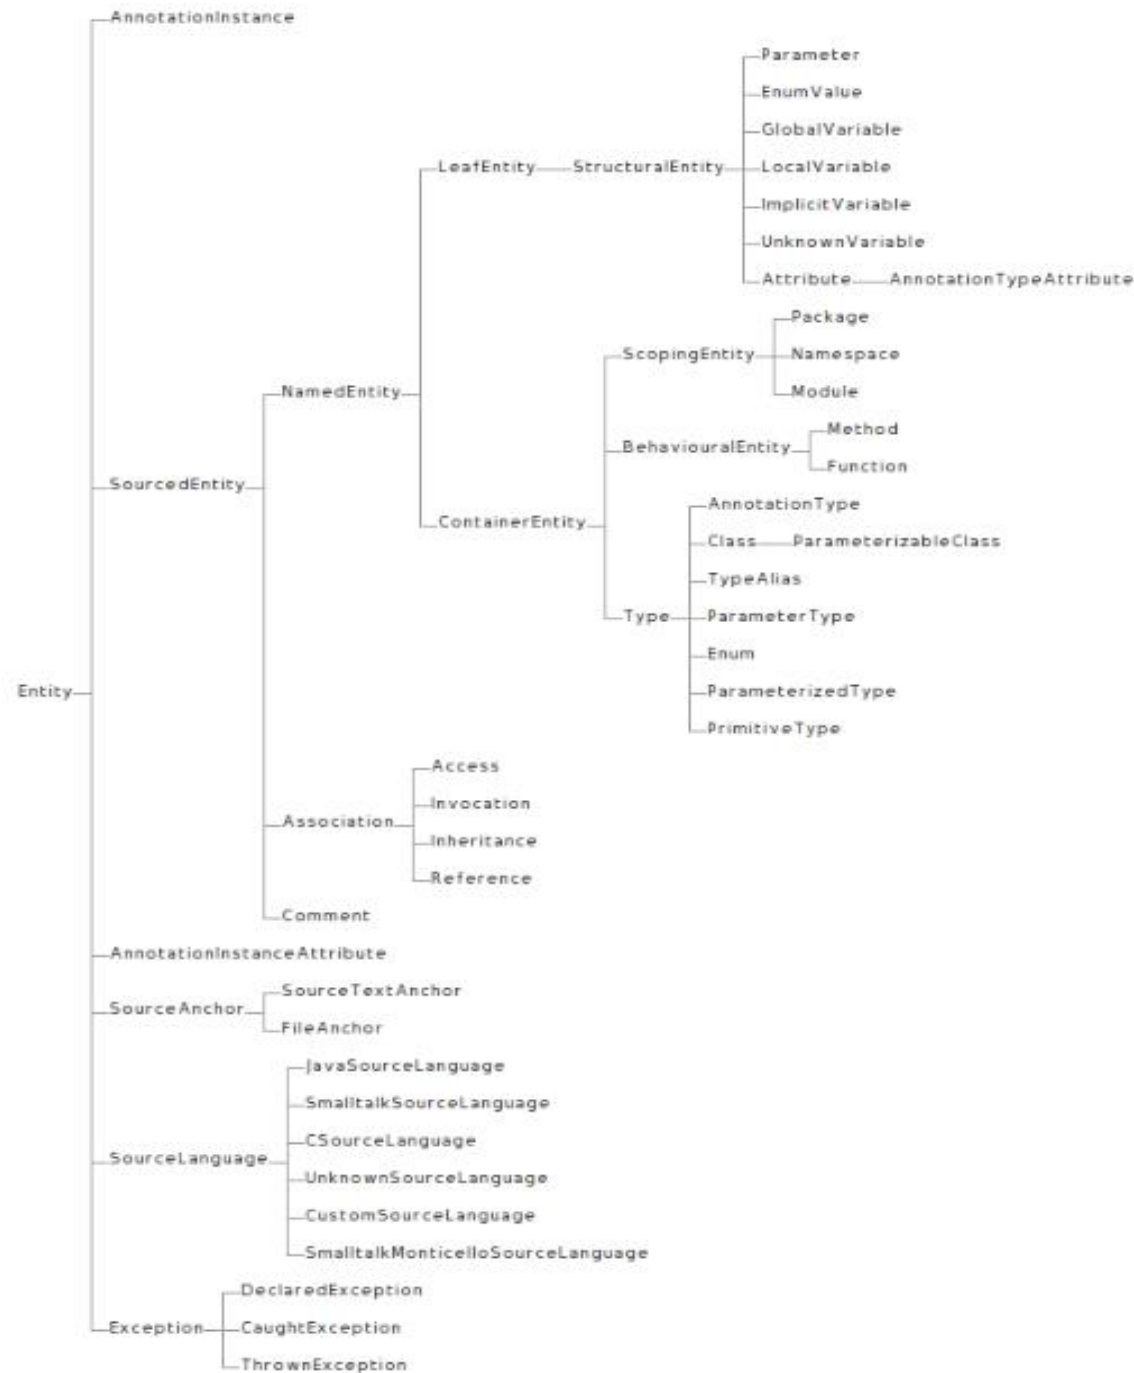 AnnotationInstance
Parameter
EnumValue
GlobalVariable
LeafEntity StructuralEntity LocalVariable
ImplicitVariable
UnknownVariable
Attribute AnnotationTypeAttribute
Package
ScopingEntity Namespace
NamedEntity Module
Method
BehaviouralEntity
Function
SourcedEntity
AnnotationType
ContainerEntity
Class ParameterizableClass
TypeAlias
Type ParameterType
Enum
Entity ParameterizedType
PrimitiveType
Access
Invocation
Association
Inheritance
Reference
Comment
AnnotationInstanceAttribute
SourceTextAnchor
SourceAnchor
FileAnchor
JavaSourceLanguage
SmalltalkSourceLanguage
CSourceLanguage
SourceLanguage
UnknownSourceLanguage
CustomSourceLanguage
SmalltalkMonticelloSourceLanguage
DeclaredException
Exception CaughtException
ThrownException